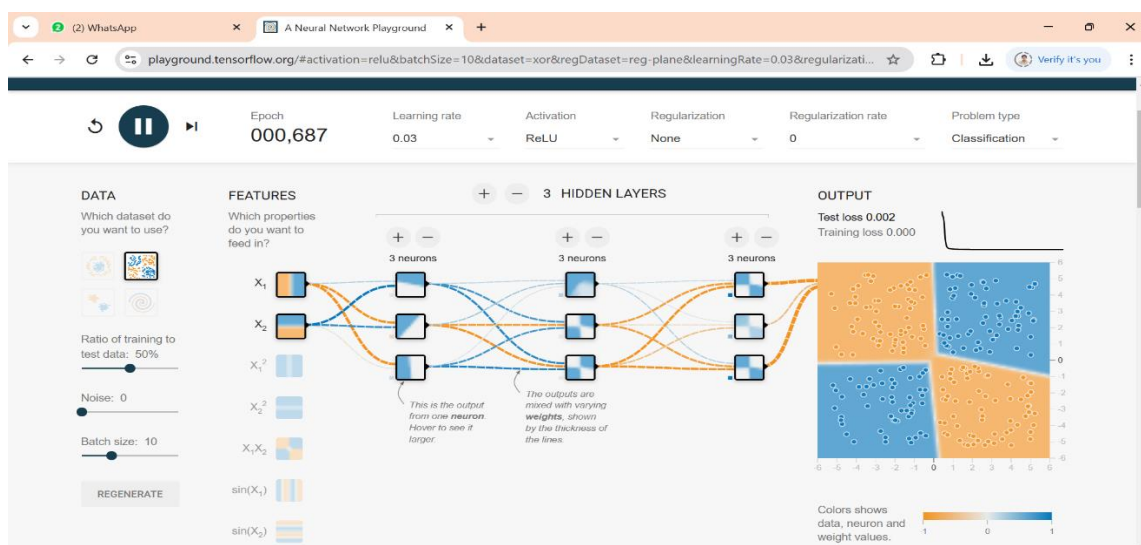 2 (2) WhatsApp
A Neural Network Playground
playground.tensorflow.org/#activation=relu&batchSize=10&dataset=xor&regDataset=reg-plane&learningRate=0.03&regularizati...
Verify it's you
Epoch
000,687
Learning rate
0.03
Activation
ReLU
Regularization
None
Regularization rate
0
Problem type
Classification
DATA
Which dataset do
you want to use?
Ratio of training to
test data: 50%
Noise: 0
Batch size: 10
REGENERATE
FEATURES
Which properties
do you want to
feed in?
X₁
X₂
X₁²
X₂²
X₁X₂
sin(X₁)
sin(X₂)
+ − 3 HIDDEN LAYERS
+ −
3 neurons
+ −
3 neurons
+ −
3 neurons
This is the output
from one neuron.
Hover to see it
larger.
The outputs are
mixed with varying
weights, shown
by the thickness of
the lines.
OUTPUT
Test loss 0.002
Training loss 0.000
6
5
4
3
2
1
0
-1
-2
-3
-4
-5
-6
-6 -5 -4 -3 -2 -1 0 1 2 3 4 5 6
Colors shows
data, neuron and
weight values.
1 0 1